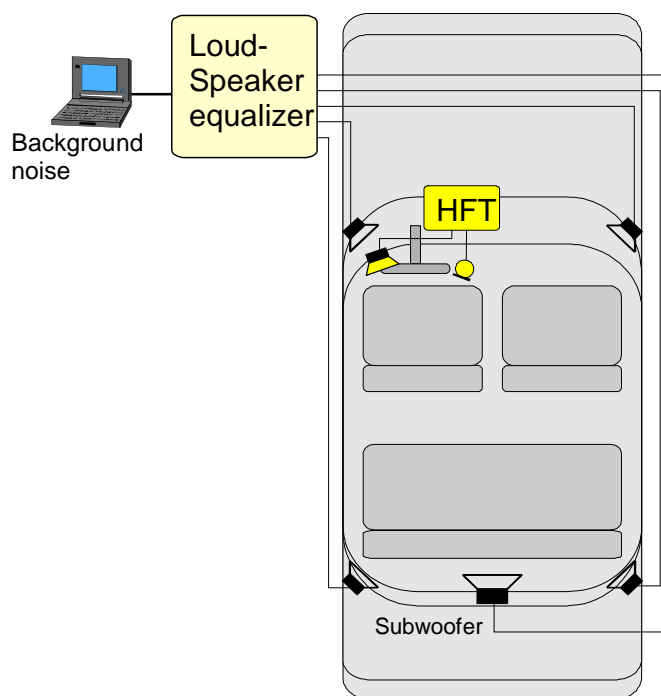 Loud-
Speaker
equalizer
Background
noise
HFT
Subwoofer